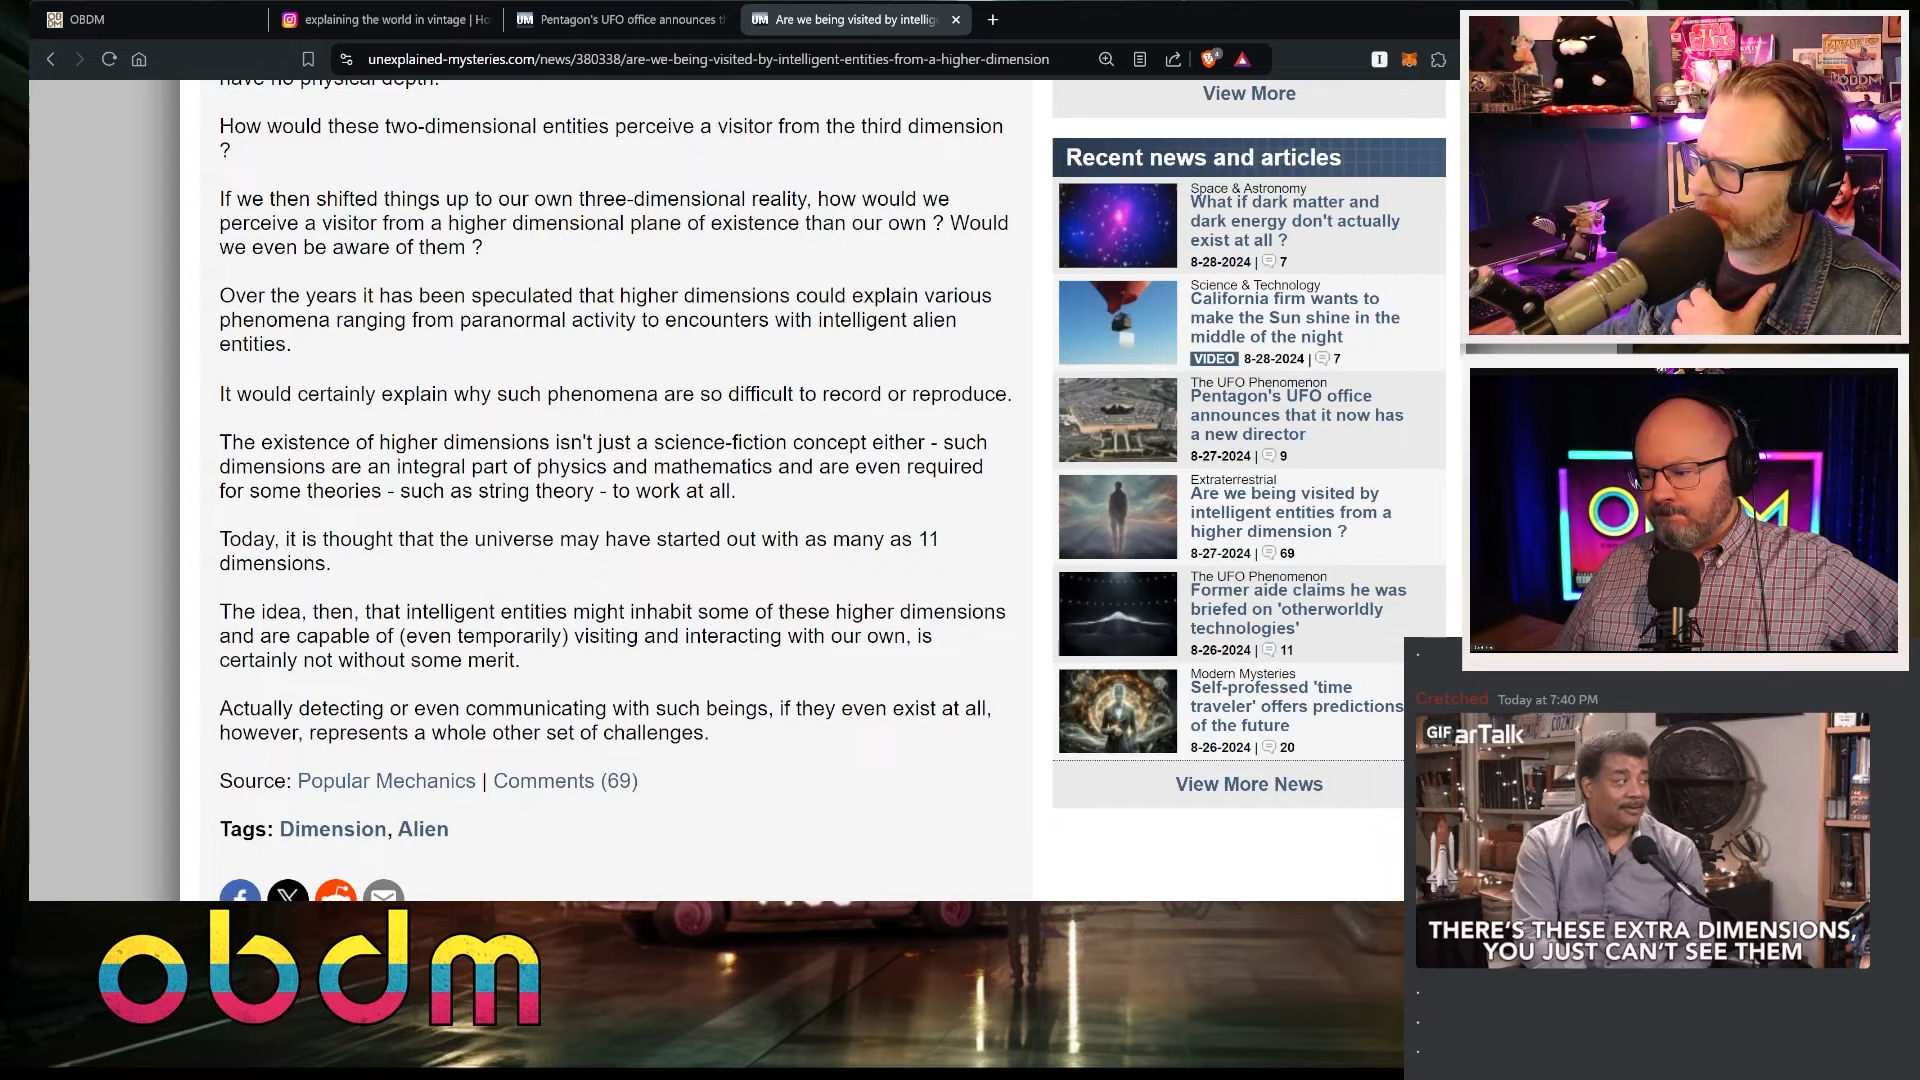 OBDM
explaining the world in vintage | Ho
UM Pentagon's UFO office announces t
UM Are we being visited by intellig
unexplained-mysteries.com/news/380338/are-we-being-visited-by-intelligent-entities-from-a-higher-dimension
4
have no physical depth.
How would these two-dimensional entities perceive a visitor from the third dimension
?
If we then shifted things up to our own three-dimensional reality, how would we
perceive a visitor from a higher dimensional plane of existence than our own ? Would
we even be aware of them ?
Over the years it has been speculated that higher dimensions could explain various
phenomena ranging from paranormal activity to encounters with intelligent alien
entities.
It would certainly explain why such phenomena are so difficult to record or reproduce.
The existence of higher dimensions isn't just a science-fiction concept either - such
dimensions are an integral part of physics and mathematics and are even required
for some theories - such as string theory - to work at all.
Today, it is thought that the universe may have started out with as many as 11
dimensions.
The idea, then, that intelligent entities might inhabit some of these higher dimensions
and are capable of (even temporarily) visiting and interacting with our own, is
certainly not without some merit.
Actually detecting or even communicating with such beings, if they even exist at all,
however, represents a whole other set of challenges.
Source: Popular Mechanics | Comments (69)
Tags: Dimension, Alien
View More
Recent news and articles
Space & Astronomy
What if dark matter and
dark energy don't actually
exist at all ?
8-28-2024 | 7
Science & Technology
California firm wants to
make the Sun shine in the
middle of the night
VIDEO 8-28-2024 | 7
The UFO Phenomenon
Pentagon's UFO office
announces that it now has
a new director
8-27-2024 | 9
Extraterrestrial
Are we being visited by
intelligent entities from a
higher dimension ?
8-27-2024 | 69
The UFO Phenomenon
Former aide claims he was
briefed on 'otherworldly
technologies'
8-26-2024 | 11
Modern Mysteries
Self-professed 'time
traveler' offers predictions
of the future
8-26-2024 | 20
View More News
STAR
WARS
FANTASTIC
OBDM
Cretched Today at 7:40 PM
GIF
arTalk
THERE'S THESE EXTRA DIMENSIONS,
YOU JUST CAN'T SEE THEM
obdm